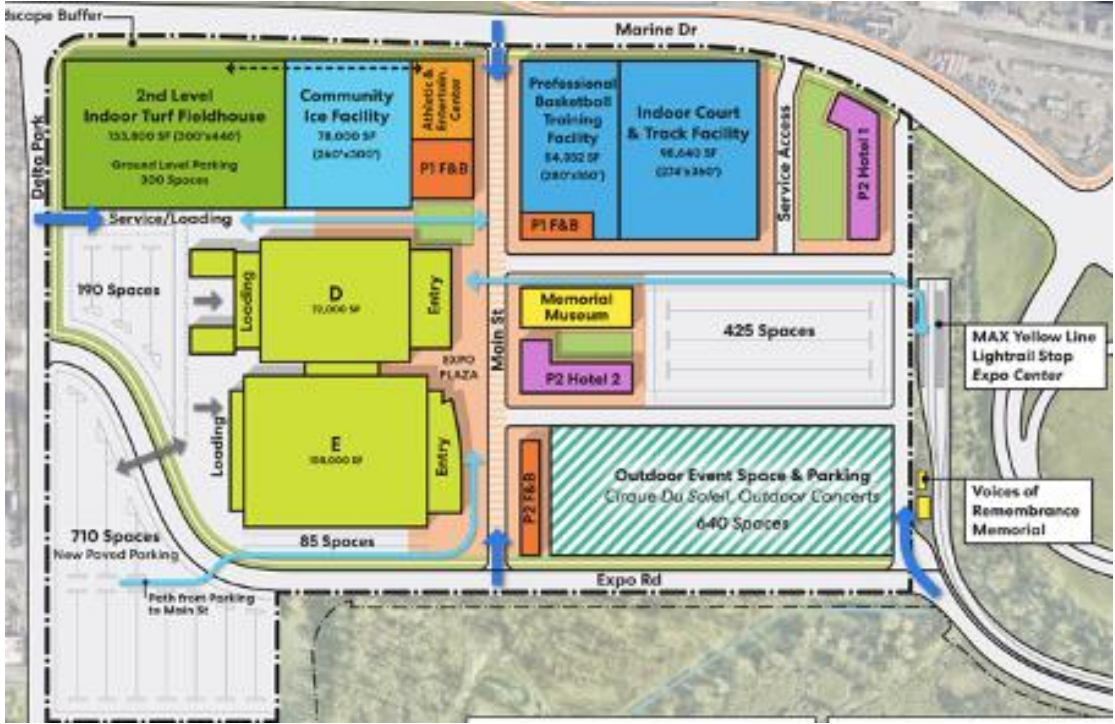 dscape Buffer
Marine Dr
Delta Park
2nd Level
Indoor Turf Fieldhouse
133,800 SF (300'x446')
Ground Level Parking
300 Spaces
Community
Ice Facility
78,000 SF
(260'x300')
Athletic &
Entertain.
Center
P1 F&B
Professional
Basketball
Training
Facility
(280'x160')
P1 F&B
Indoor Court
& Track Facility
98,640 SF
(274'x360')
Service Access
P2 Hotel 1
Service/Loading
190 Spaces
Loading
D
72,000 SF
Entry
EXPO
PLAZA
Main St
Memorial
Museum
P2 Hotel 2
425 Spaces
MAX Yellow Line
Lightrail Stop
Expo Center
Loading
E
108,000 SF
Entry
P2 F&B
Outdoor Event Space & Parking
Cirque Du Soleil, Outdoor Concerts
640 Spaces
Voices of
Remembrance
Memorial
710 Spaces
New Paved Parking
85 Spaces
Path from Parking
to Main St
Expo Rd